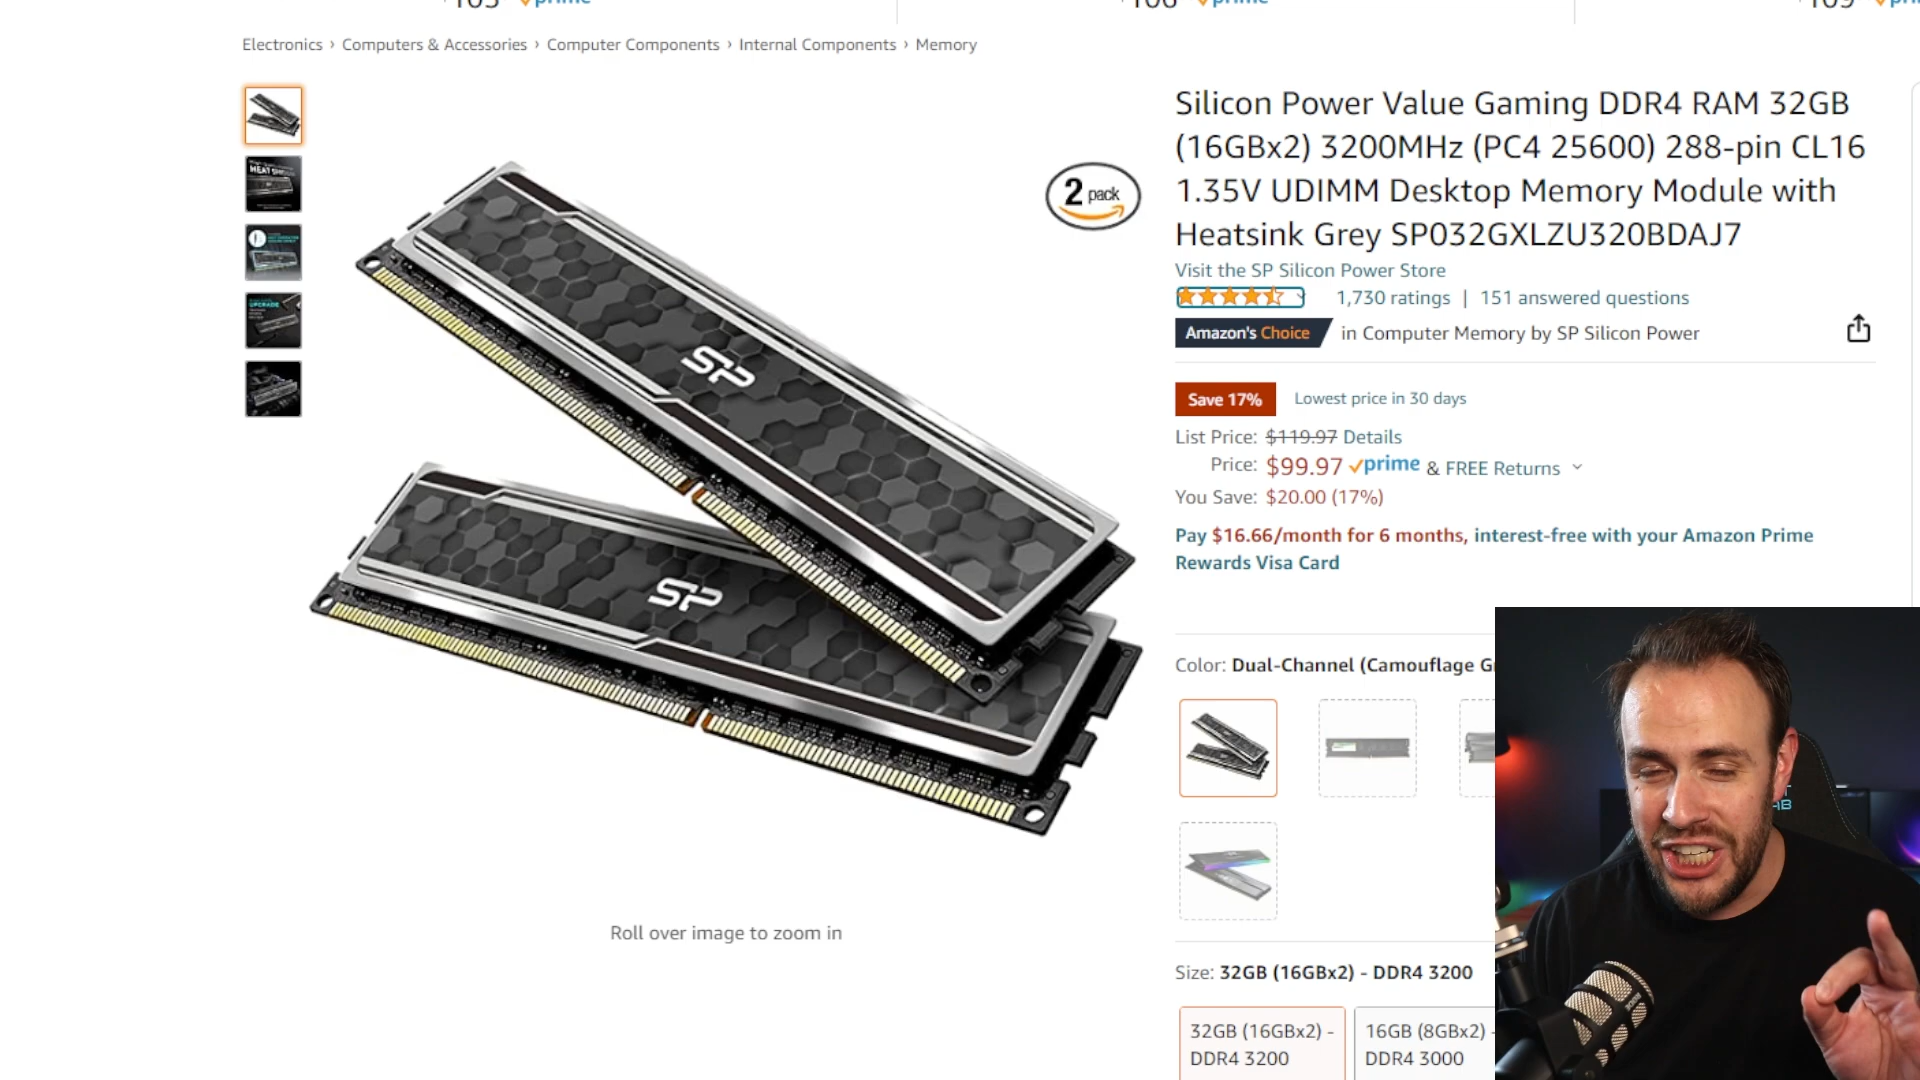 Electronics › Computers & Accessories › Computer Components › Internal Components › Memory
Silicon Power Value Gaming DDR4 RAM 32GB
(16GBx2) 3200MHz (PC4 25600) 288-pin CL16
1.35V UDIMM Desktop Memory Module with
Heatsink Grey SP032GXLZU320BDAJ7
Visit the SP Silicon Power Store
1,730 ratings | 151 answered questions
Amazon's Choice in Computer Memory by SP Silicon Power
2 pack
SP
SP
Save 17% Lowest price in 30 days
List Price: $119.97 Details
Price: $99.97 prime & FREE Returns
You Save: $20.00 (17%)
Pay $16.66/month for 6 months, interest-free with your Amazon Prime
Rewards Visa Card
Color: Dual-Channel (Camouflage
Roll over image to zoom in
Size: 32GB (16GBx2) - DDR4 3200
32GB (16GBx2) -
DDR4 3200
16GB (8GBx2) -
DDR4 3000